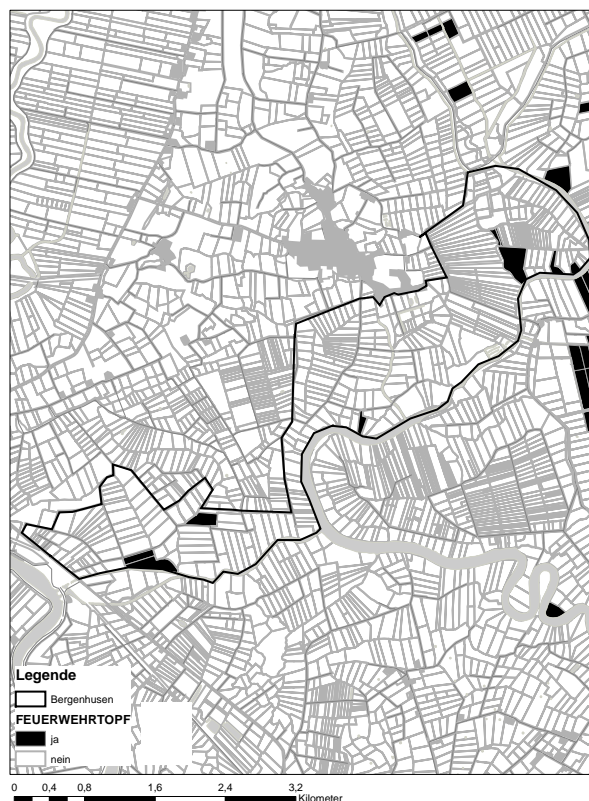 Legende
Bergenhusen
FEUERWEHRTOPF
ja
nein
0 0,4 0,8 1,6 2,4 3,2
Kilometer